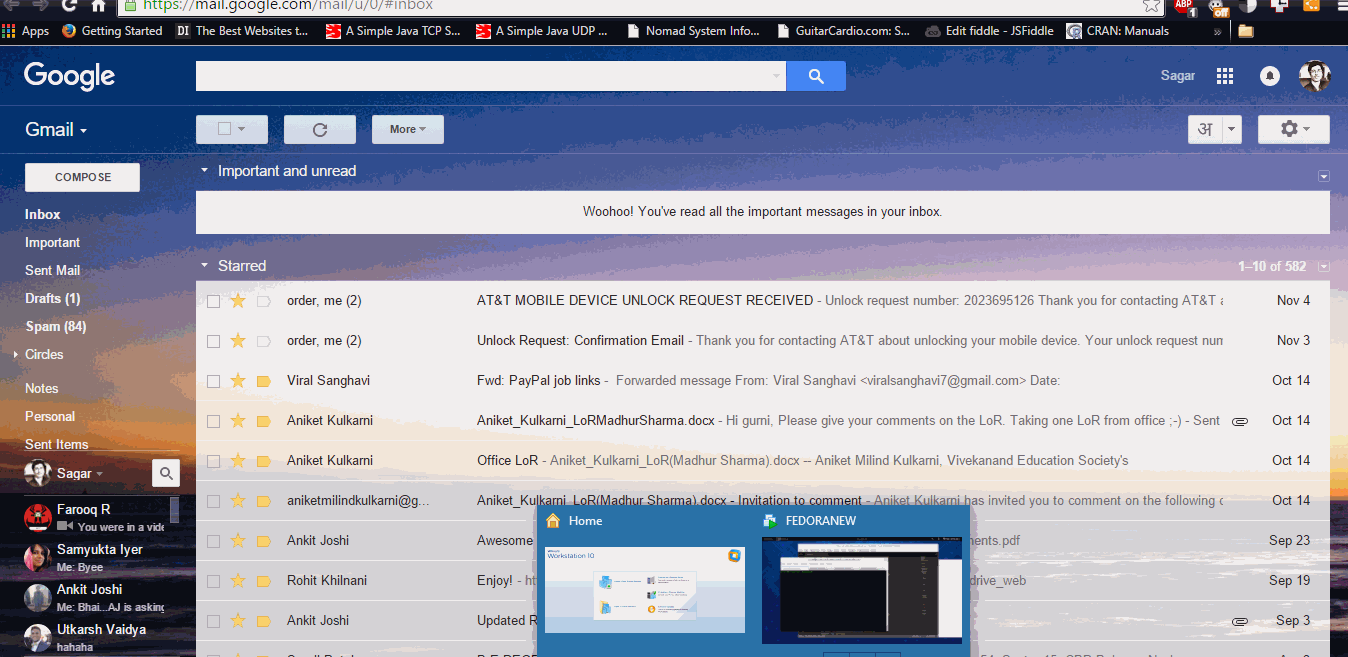 https://mail.google.com/mail/u/0/#inbox
ABP 1 off
Apps Getting Started DI The Best Websites t... A Simple Java TCP S... A Simple Java UDP ... Nomad System Info... GuitarCardio.com: S... Edit fiddle - JSFiddle CRAN: Manuals »
Google Sagar
Gmail More अ
COMPOSE
Important and unread
Woohoo! You've read all the important messages in your inbox.
Inbox
Important
Sent Mail
Drafts (1)
Spam (84)
Circles
Notes
Personal
Sent Items
Sagar
Farooq R
You were in a vide
Samyukta Iyer
Me: Byee
Ankit Joshi
Me: Bhai...AJ is asking
Utkarsh Vaidya
hahaha
Starred 1–10 of 582
order, me (2) AT&T MOBILE DEVICE UNLOCK REQUEST RECEIVED - Unlock request number: 2023695126 Thank you for contacting AT&T a Nov 4
order, me (2) Unlock Request: Confirmation Email - Thank you for contacting AT&T about unlocking your mobile device. Your unlock request num Nov 3
Viral Sanghavi Fwd: PayPal job links - Forwarded message From: Viral Sanghavi <viralsanghavi7@gmail.com> Date: Oct 14
Aniket Kulkarni Aniket_Kulkarni_LoRMadhurSharma.docx - Hi gurni, Please give your comments on the LoR. Taking one LoR from office ;-) - Sent Oct 14
Aniket Kulkarni Office LoR - Aniket_Kulkarni_LoR(Madhur Sharma).docx -- Aniket Milind Kulkarni, Vivekanand Education Society's Oct 14
aniketmilindkulkarni@g... Aniket_Kulkarni_LoR(Madhur Sharma).docx - Invitation to comment - Aniket Kulkarni has invited you to comment on the following d Oct 14
Ankit Joshi Awesome ents.pdf Sep 23
Rohit Khilnani Enjoy! - ht drive_web Sep 19
Ankit Joshi Updated R Sep 3
Home FEDORANEW
Workstation 10